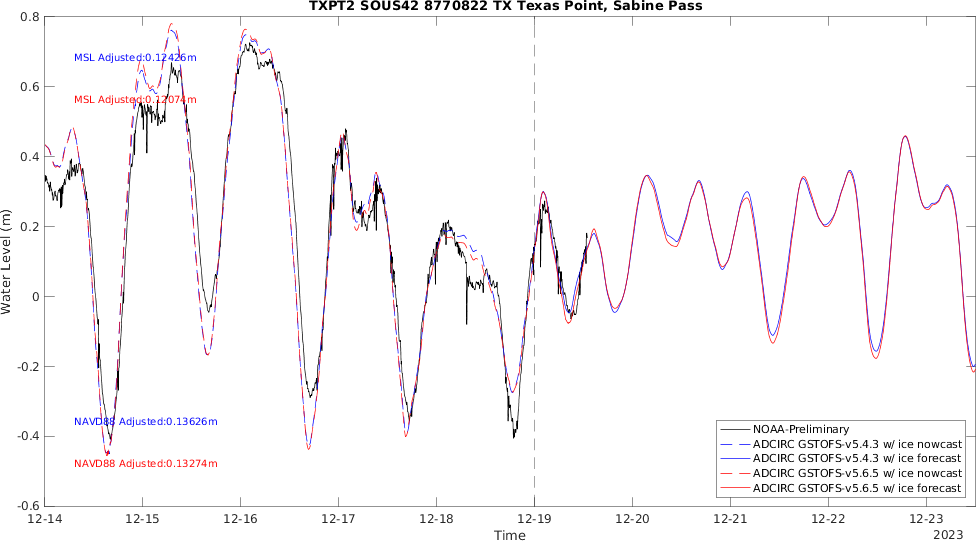 TXPT2 SOUS42 8770822 TX Texas Point, Sabine Pass
0.8
0.6
0.4
0.2
0
-0.2
-0.4
-0.6
Water Level (m)
MSL Adjusted:0.12426m
MSL Adjusted:0.12074m
NAVD88 Adjusted:0.13626m
NAVD88 Adjusted:0.13274m
NOAA-Preliminary
ADCIRC GSTOFS-v5.4.3 w/ ice nowcast
ADCIRC GSTOFS-v5.4.3 w/ ice forecast
ADCIRC GSTOFS-v5.6.5 w/ ice nowcast
ADCIRC GSTOFS-v5.6.5 w/ ice forecast
12-14 12-15 12-16 12-17 12-18 12-19 12-20 12-21 12-22 12-23
Time
2023